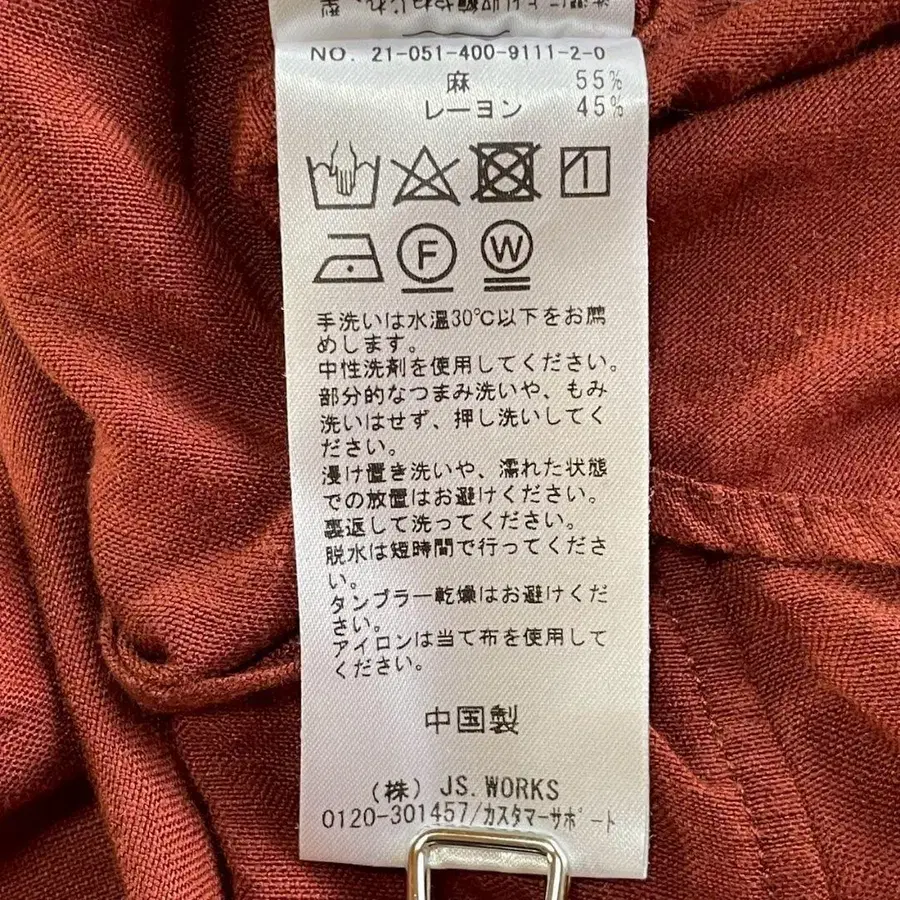 NO. 21-051-400-9111-2-0
麻 55%
レーヨン 45%
F
W
手洗いは水温30℃以下をお薦
めします。
中性洗剤を使用してください。
部分的なつまみ洗いや、もみ
洗いはせず、押し洗いしてく
ださい。
浸け置き洗いや、濡れた状態
での放置はお避けください。
裏返して洗ってください。
脱水は短時間で行ってくださ
い。
タンブラー乾燥はお避けくだ
さい。
アイロンは当て布を使用して
ください。
中国製
(株) JS. WORKS
0120-301457/カスタマーサポート